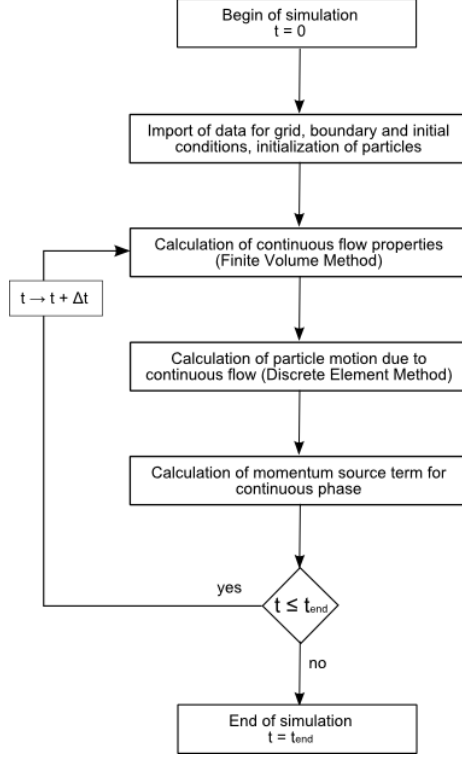 Begin of simulation
t = 0
Import of data for grid, boundary and initial
conditions, initialization of particles
Calculation of continuous flow properties
(Finite Volume Method)
t → t + Δt
Calculation of particle motion due to
continuous flow (Discrete Element Method)
Calculation of momentum source term for
continuous phase
yes
t ≤ tend
no
End of simulation
t = tend